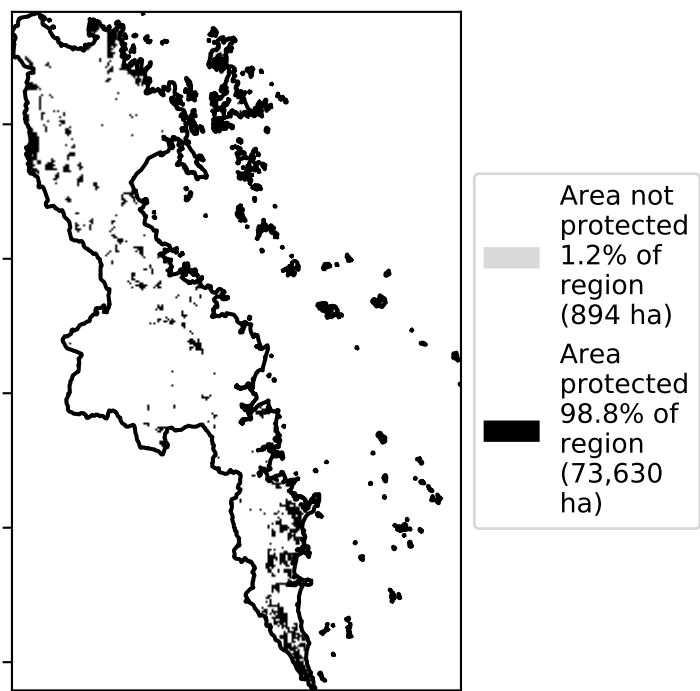 Area not
protected
1.2% of
region
(894 ha)
Area
protected
98.8% of
region
(73,630
ha)